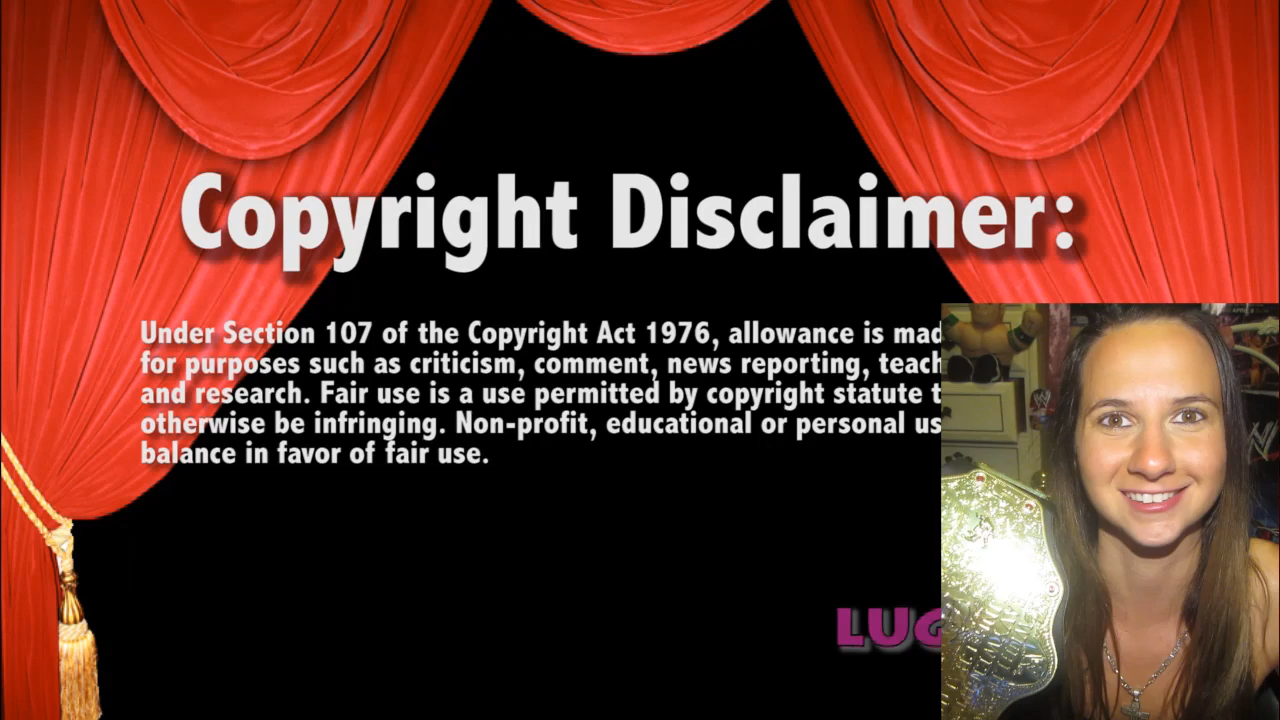 Copyright Disclaimer:
Under Section 107 of the Copyright Act 1976, allowance is mad
for purposes such as criticism, comment, news reporting, teach
and research. Fair use is a use permitted by copyright statute t
otherwise be infringing. Non-profit, educational or personal us
balance in favor of fair use.
LUG